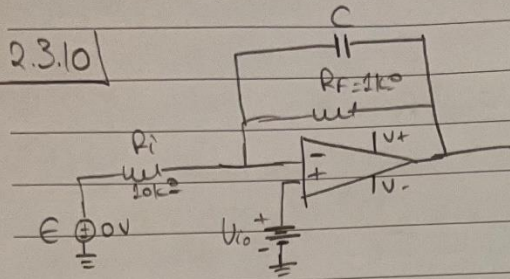 2.3.10
C
RF=1kΩ
Ri
10kΩ
V+
-
+
V-
E
+
0V
Vio
+
-